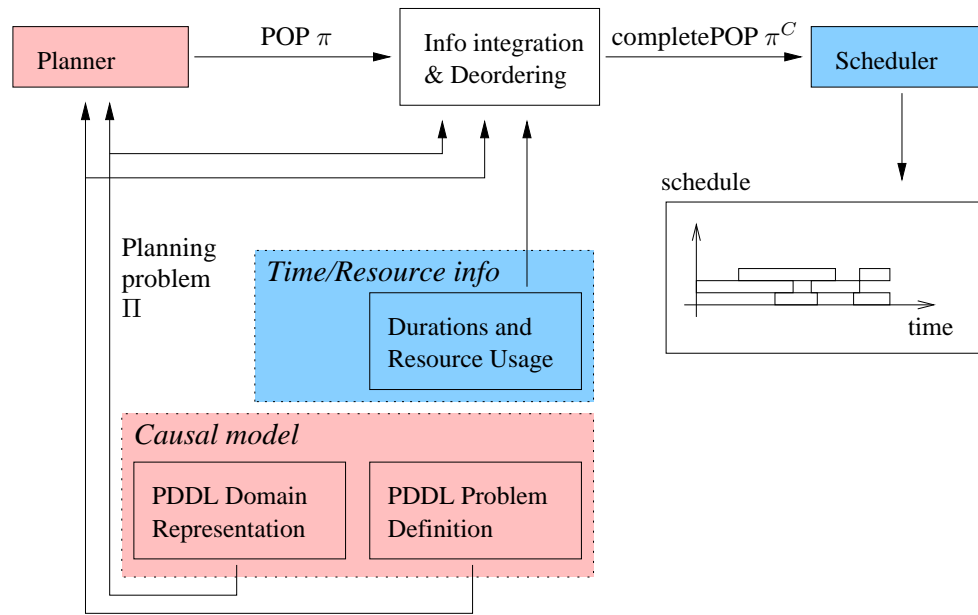 Planner
POP π
Info integration
& Deordering
completePOP π^C
Scheduler
schedule
time
Planning
problem
Π
Time/Resource info
Durations and
Resource Usage
Causal model
PDDL Domain
Representation
PDDL Problem
Definition